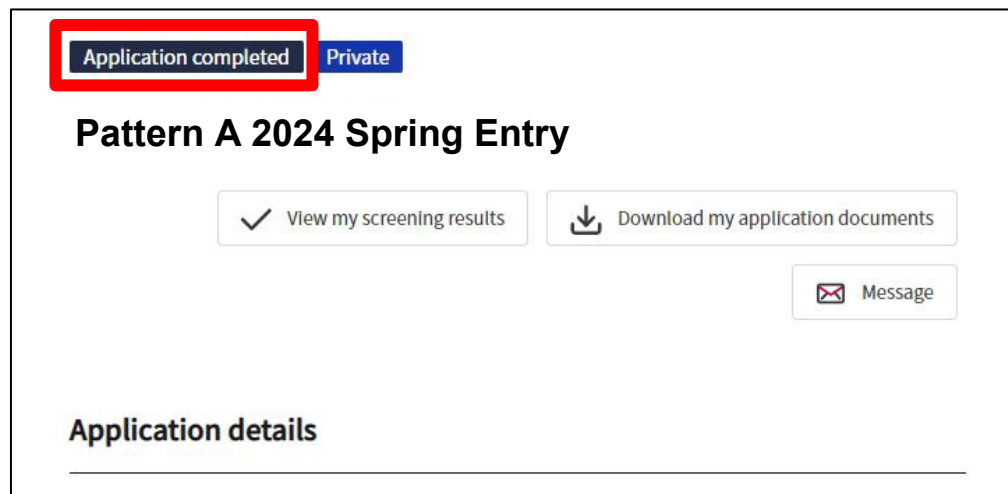 Application completed Private
Pattern A 2024 Spring Entry
View my screening results Download my application documents
Message
Application details